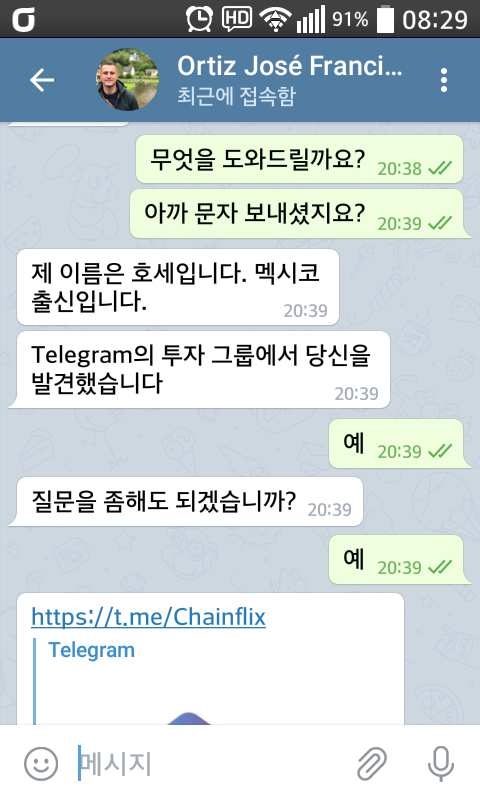 HD 91% 08:29
Ortiz José Franci...
최근에 접속함
무엇을 도와드릴까요? 20:38
아까 문자 보내셨지요? 20:39
제 이름은 호세입니다. 멕시코
출신입니다. 20:39
Telegram의 투자 그룹에서 당신을
발견했습니다 20:39
예 20:39
질문을 좀해도 되겠습니까? 20:39
예 20:39
https://t.me/Chainflix
Telegram
메시지